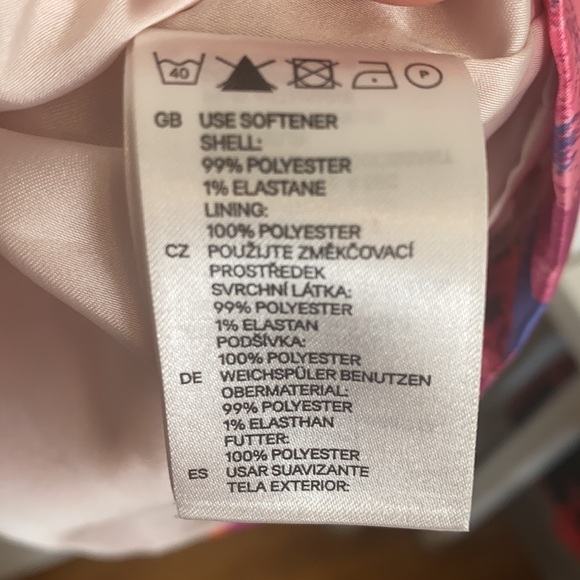 40 P
GB USE SOFTENER
SHELL:
99% POLYESTER
1% ELASTANE
LINING:
100% POLYESTER
CZ POUŽIJTE ZMĚKČOVACÍ
PROSTŘEDEK
SVRCHNÍ LÁTKA:
99% POLYESTER
1% ELASTAN
PODŠÍVKA:
100% POLYESTER
DE WEICHSPÜLER BENUTZEN
OBERMATERIAL:
99% POLYESTER
1% ELASTHAN
FUTTER:
100% POLYESTER
ES USAR SUAVIZANTE
TELA EXTERIOR: